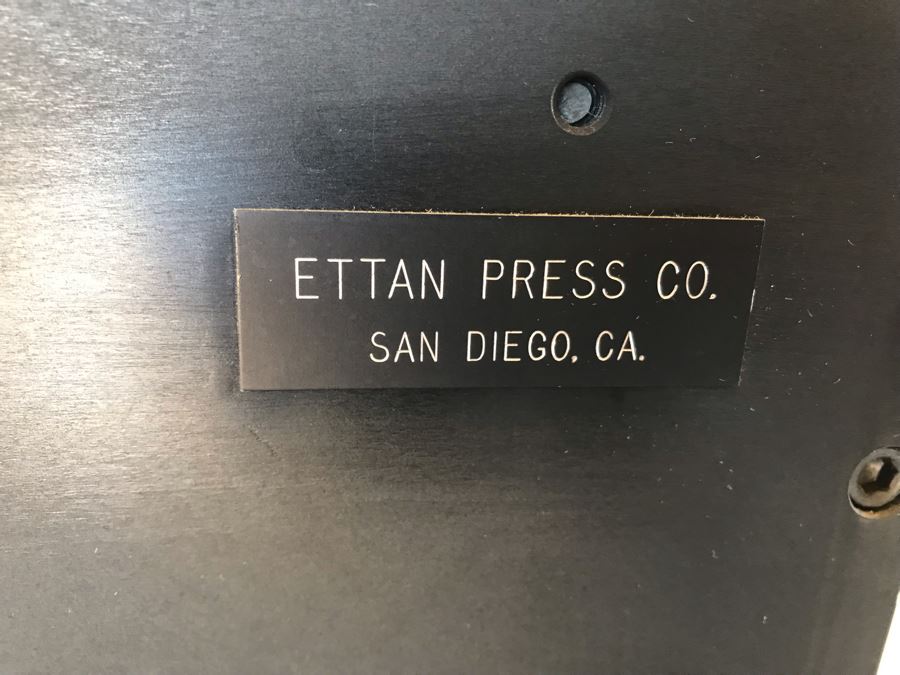 ETTAN PRESS CO.
SAN DIEGO, CA.